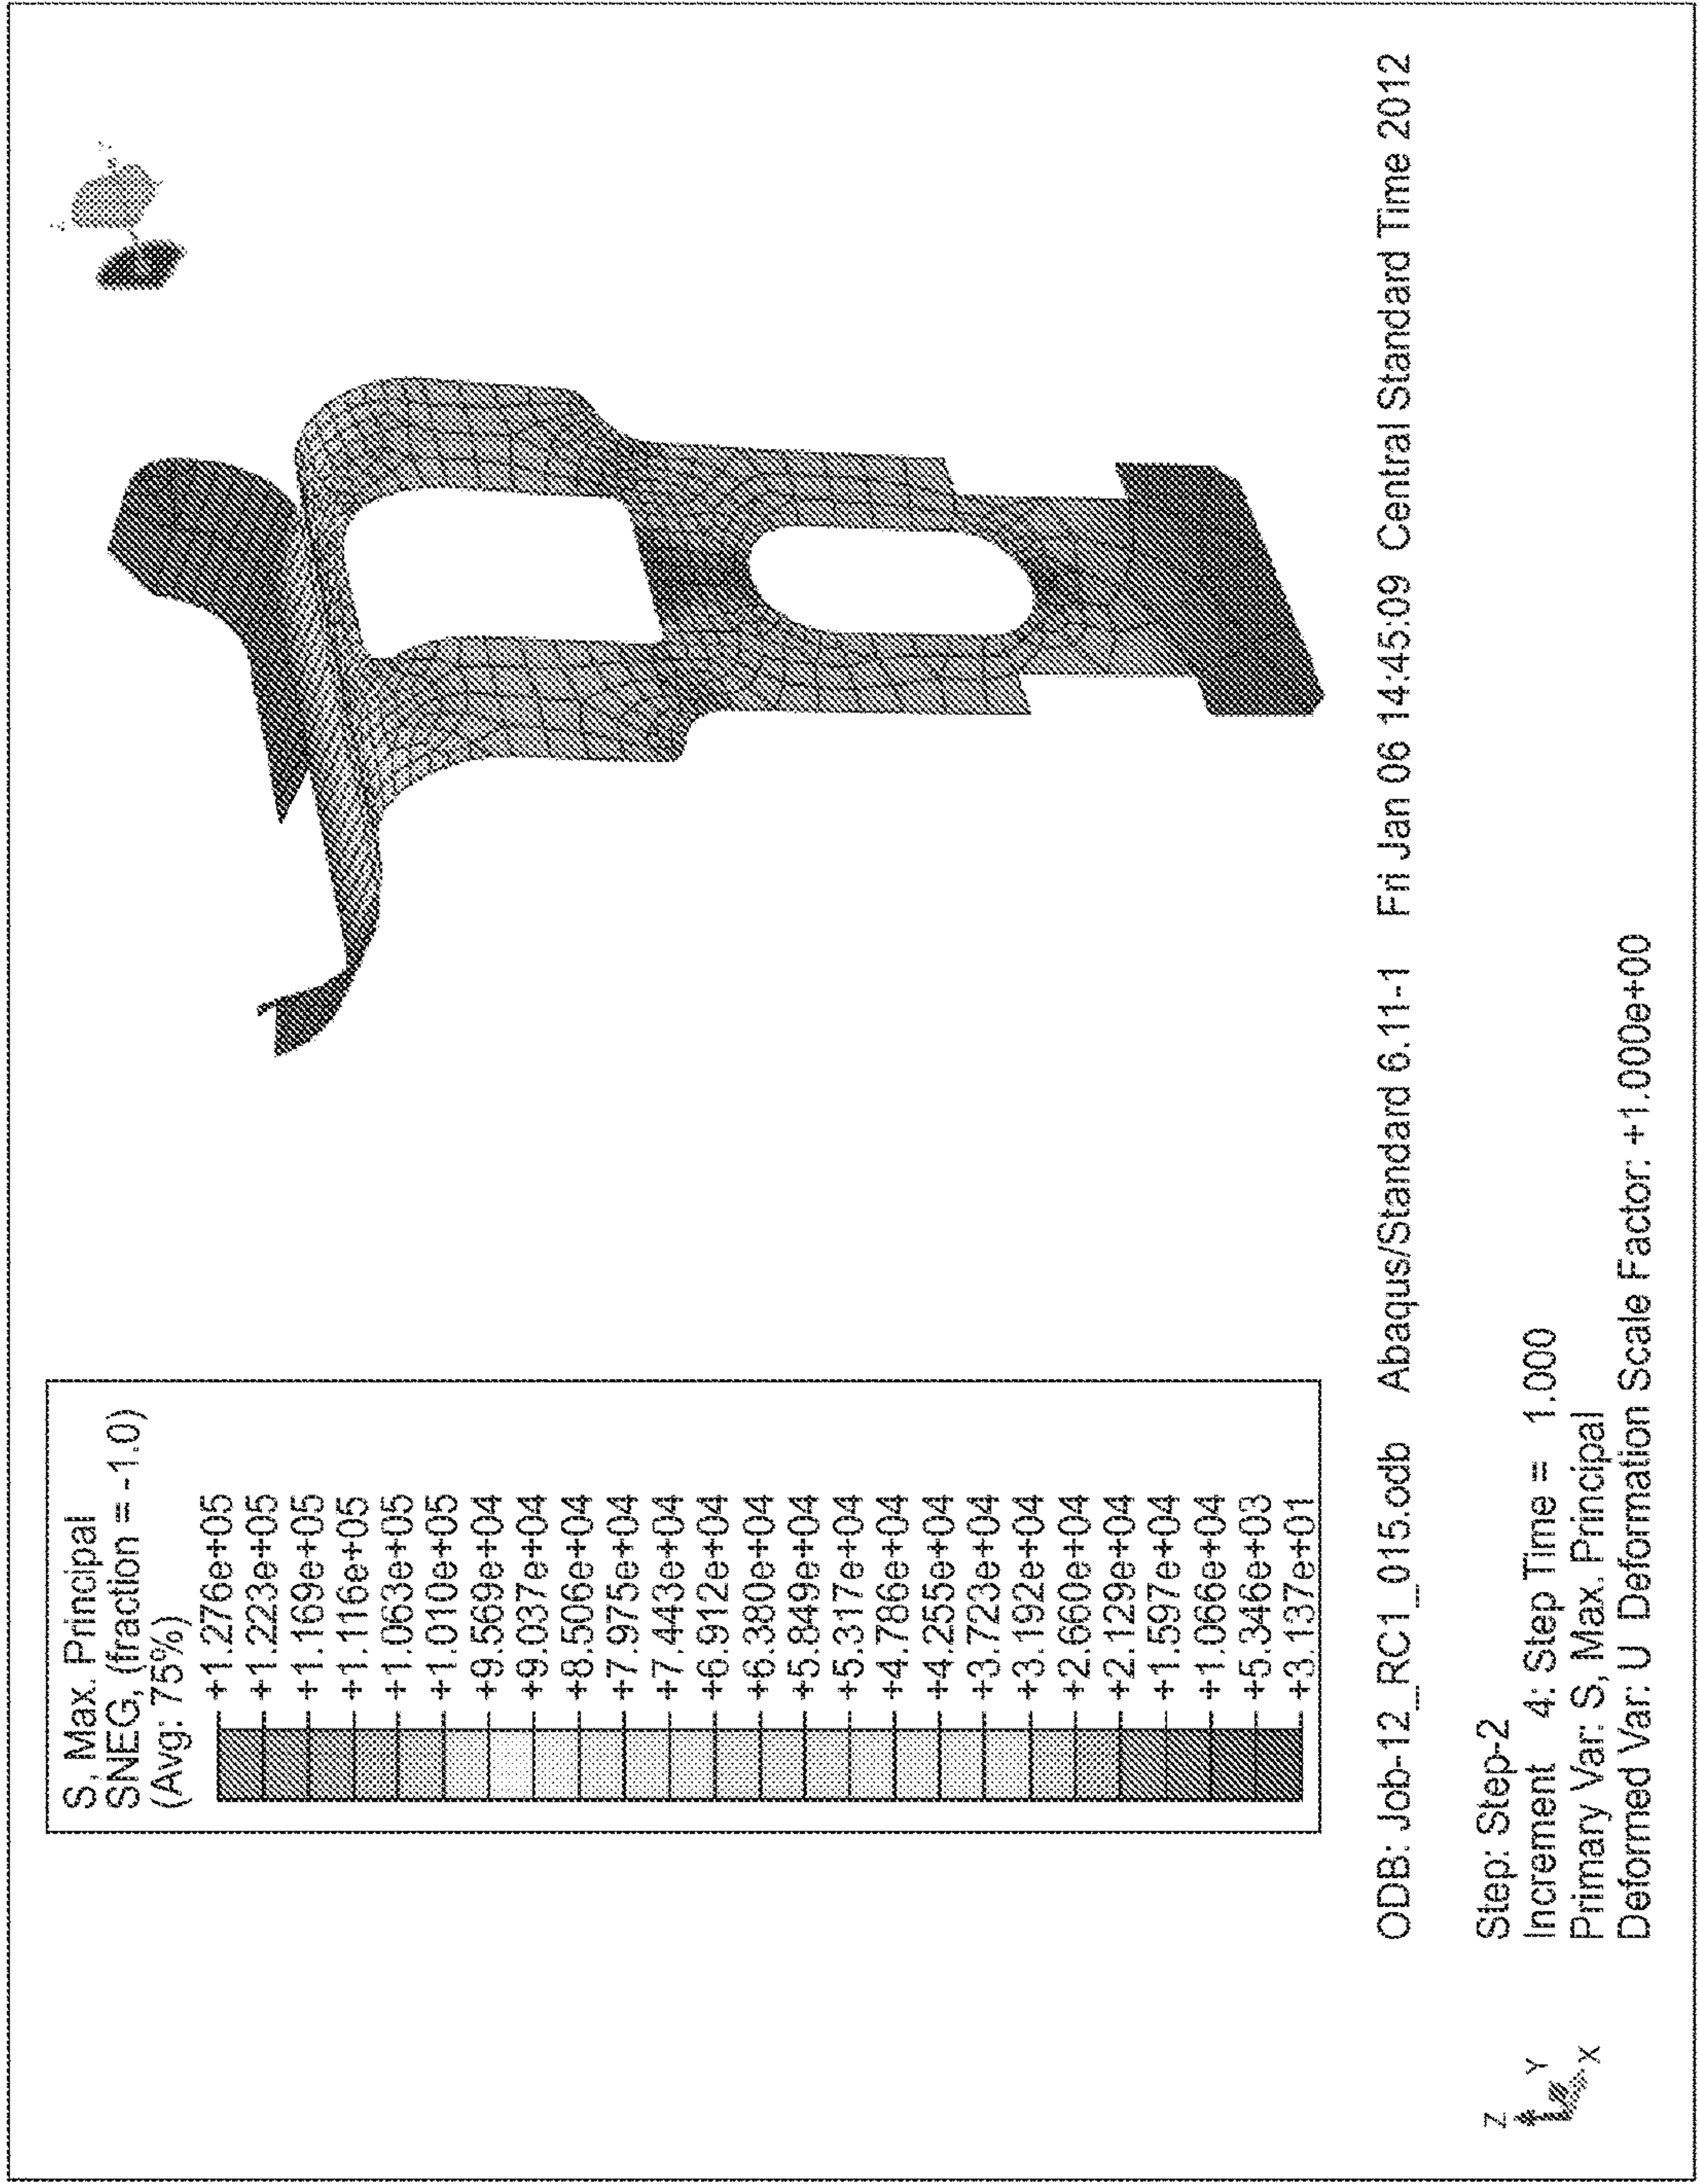 S, Max. Principal
SNEG, (fraction = -1.0)
(Avg: 75%)
+1.276e+05
+1.223e+05
+1.169e+05
+1.116e+05
+1.063e+05
+1.010e+05
+9.569e+04
+9.037e+04
+8.506e+04
+7.975e+04
+7.443e+04
+6.912e+04
+6.380e+04
+5.849e+04
+5.317e+04
+4.786e+04
+4.255e+04
+3.723e+04
+3.192e+04
+2.660e+04
+2.129e+04
+1.597e+04
+1.066e+04
+5.346e+03
+3.137e+01
ODB: Job-12_RC1_015.odb Abaqus/Standard 6.11-1 Fri Jan 06 14:45:09 Central Standard Time 2012
Step: Step-2
Increment 4: Step Time = 1.000
Primary Var: S, Max. Principal
Deformed Var: U Deformation Scale Factor: +1.000e+00
Z
Y
X